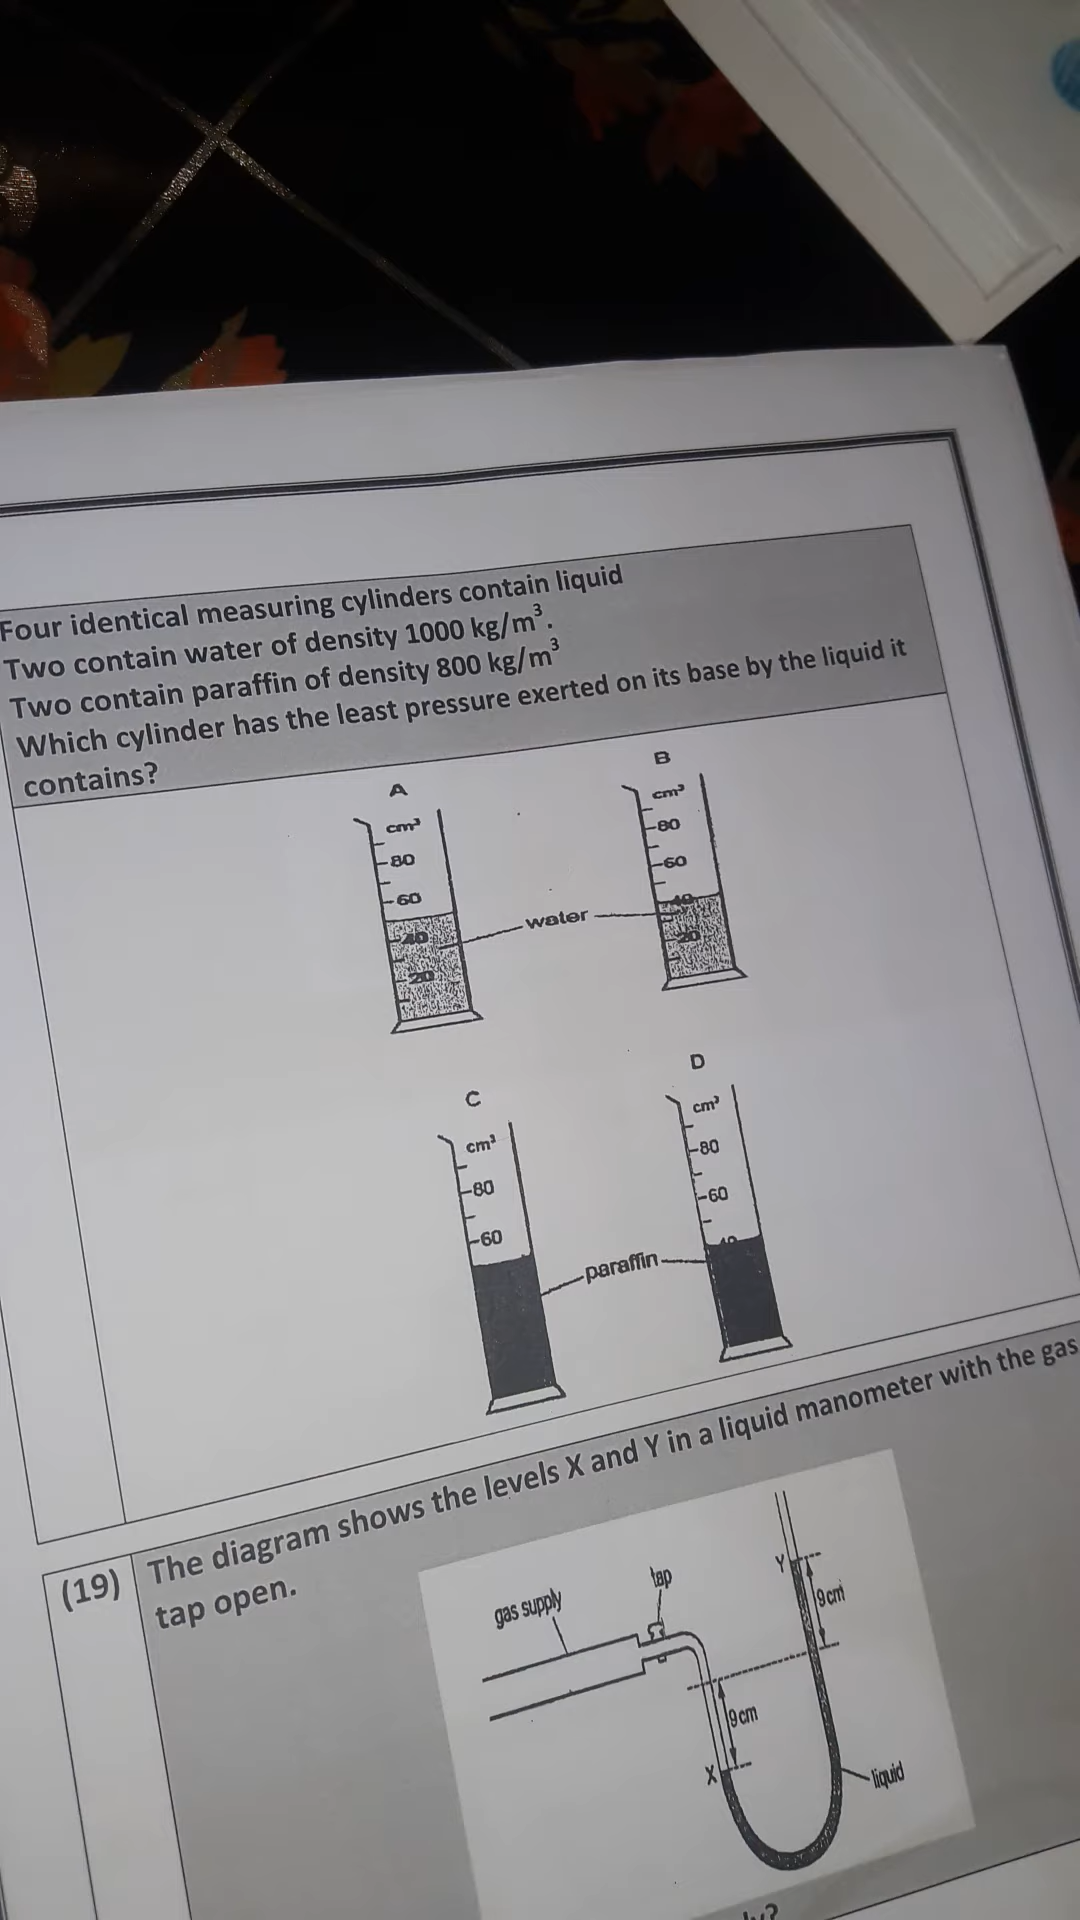 Four identical measuring cylinders contain liquid
Two contain water of density 1000 kg/m³.
Two contain paraffin of density 800 kg/m³
Which cylinder has the least pressure exerted on its base by the liquid it
contains?
A
B
cm³
80
60
40
20
cm³
80
60
40
20
water
C
D
cm³
80
60
cm³
80
60
40
paraffin
(19)
The diagram shows the levels X and Y in a liquid manometer with the gas
tap open.
gas supply
tap
Y
9cm
9cm
X
liquid